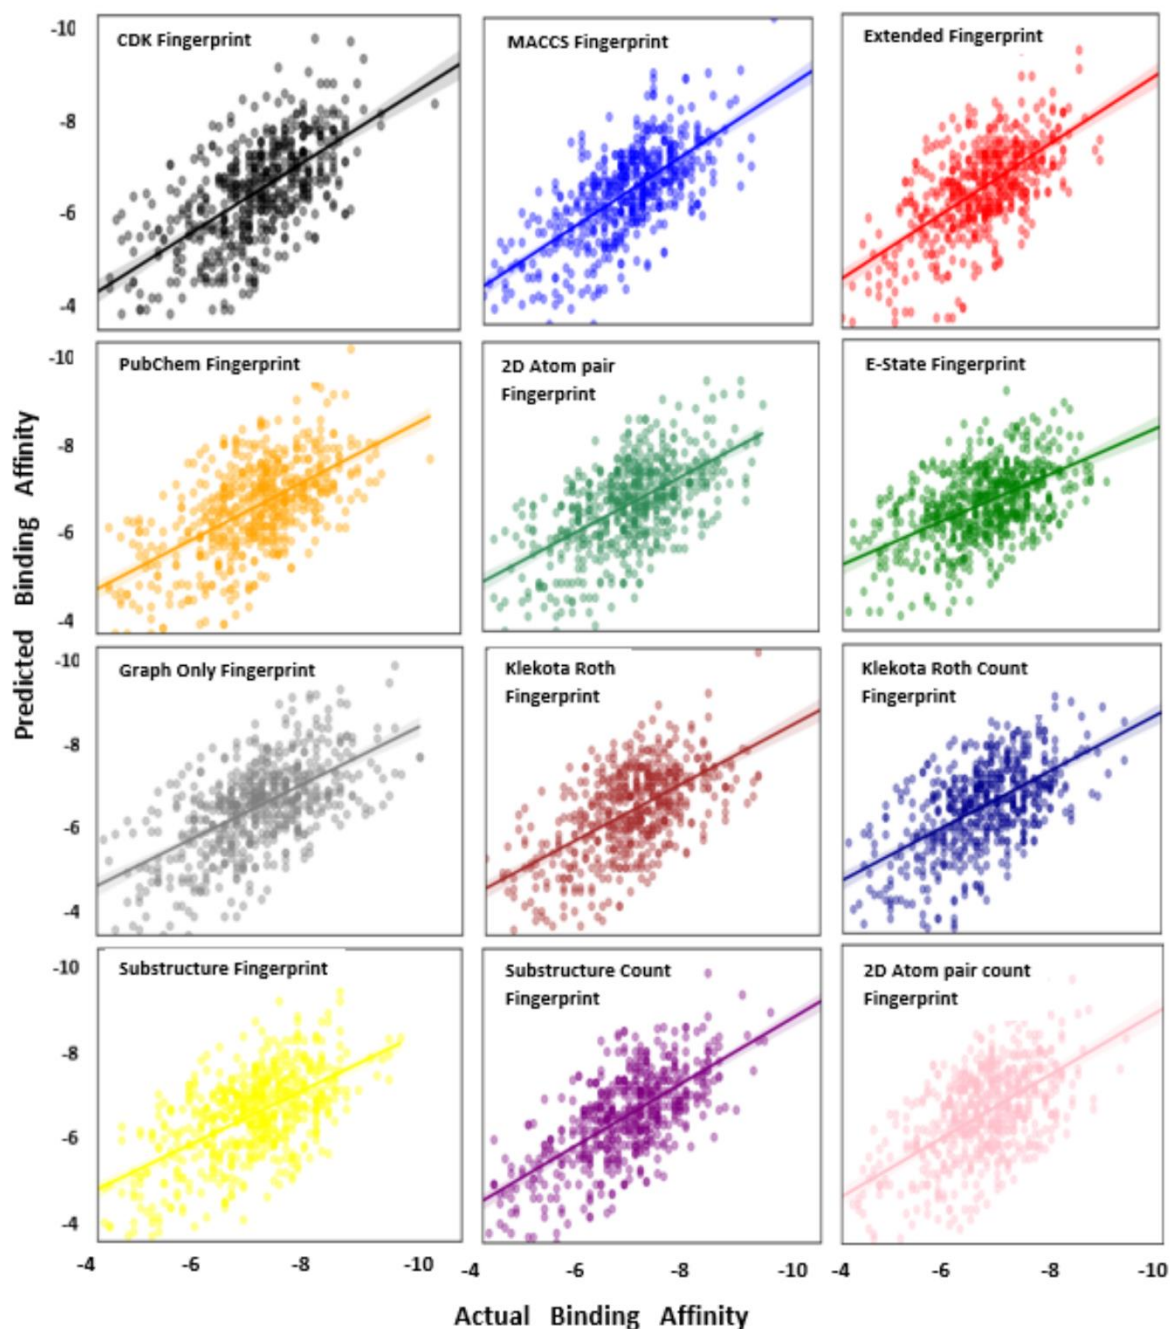 -10
CDK Fingerprint
MACCS Fingerprint
Extended Fingerprint
-8
-6
-4
-10
PubChem Fingerprint
2D Atom pair
Fingerprint
E-State Fingerprint
-8
-6
-4
Predicted Binding Affinity
-10
Graph Only Fingerprint
Klekota Roth
Fingerprint
Klekota Roth Count
Fingerprint
-8
-6
-4
-10
Substructure Fingerprint
Substructure Count
Fingerprint
2D Atom pair count
Fingerprint
-8
-6
-4
-4 -6 -8 -10 -4 -6 -8 -10 -4 -6 -8 -10
Actual Binding Affinity